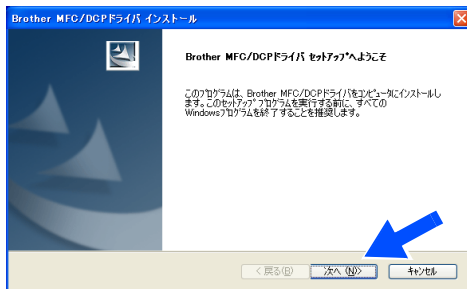 Brother MFC/DCPドライバ インストール
Brother MFC/DCPドライバ セットアップへようこそ
このプログラムは、Brother MFC/DCPドライバをコンピュータにインストールし
ます。このセットアップ プログラムを実行する前に、すべての
Windowsプログラムを終了することを推奨します。
< 戻る(B) 次へ (N)> キャンセル